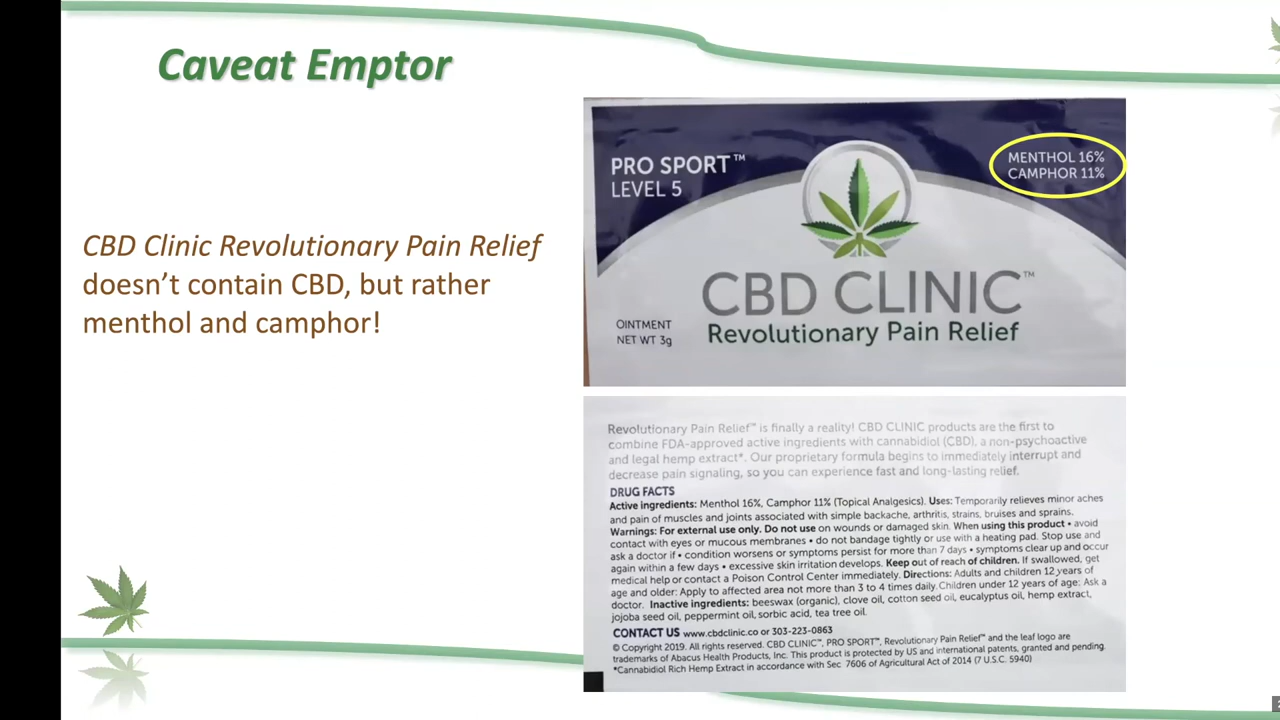 Caveat Emptor
CBD Clinic Revolutionary Pain Relief
doesn’t contain CBD, but rather
menthol and camphor!
PRO SPORT™
LEVEL 5
MENTHOL 16%
CAMPHOR 11%
CBD CLINIC™
OINTMENT
NET WT 3g
Revolutionary Pain Relief
Revolutionary Pain Relief™ is finally a reality! CBD CLINIC products are the first to
combine FDA-approved active ingredients with cannabidiol (CBD), a non-psychoactive
and legal hemp extract*. Our proprietary formula begins to immediately interrupt and
decrease pain signaling, so you can experience fast and long-lasting relief.
DRUG FACTS
Active ingredients: Menthol 16%, Camphor 11% (Topical Analgesics). Uses: Temporarily relieves minor aches
and pain of muscles and joints associated with simple backache, arthritis, strains, bruises and sprains.
Warnings: For external use only. Do not use on wounds or damaged skin. When using this product • avoid
contact with eyes or mucous membranes • do not bandage tightly or use with a heating pad. Stop use and
ask a doctor if • condition worsens or symptoms persist for more than 7 days • symptoms clear up and occur
again within a few days • excessive skin irritation develops. Keep out of reach of children. If swallowed, get
medical help or contact a Poison Control Center immediately. Directions: Adults and children 12 years of
age and older: Apply to affected area not more than 3 to 4 times daily. Children under 12 years of age: Ask a
doctor. Inactive ingredients: beeswax (organic), clove oil, cotton seed oil, eucalyptus oil, hemp extract,
jojoba seed oil, peppermint oil, sorbic acid, tea tree oil.
CONTACT US www.cbdclinic.co or 303-223-0863
© Copyright 2019. All rights reserved. CBD CLINIC™, PRO SPORT™, Revolutionary Pain Relief™ and the leaf logo are
trademarks of Abacus Health Products, Inc. This product is protected by US and international patents, granted and pending.
*Cannabidiol Rich Hemp Extract in accordance with Sec. 7606 of Agricultural Act of 2014 (7 U.S.C. 5940)